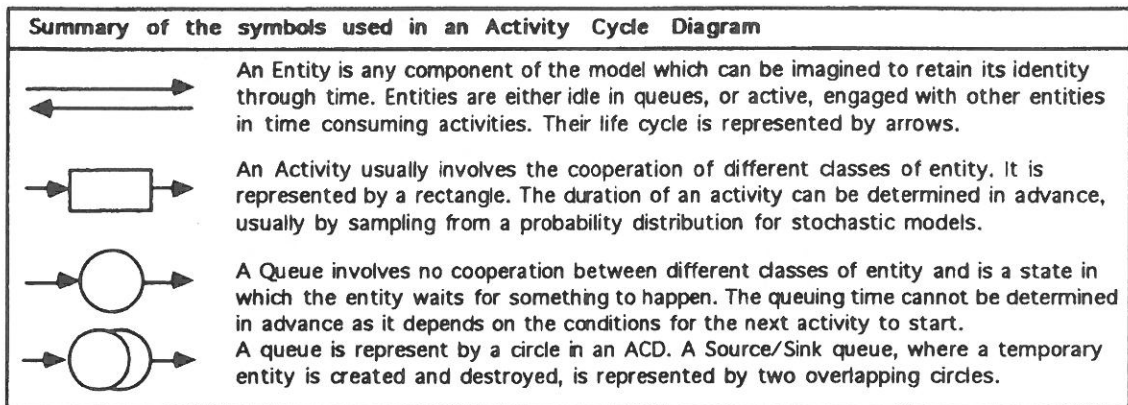 Summary of the symbols used in an Activity Cycle Diagram
An Entity is any component of the model which can be imagined to retain its identity
through time. Entities are either idle in queues, or active, engaged with other entities
in time consuming activities. Their life cycle is represented by arrows.
An Activity usually involves the cooperation of different classes of entity. It is
represented by a rectangle. The duration of an activity can be determined in advance,
usually by sampling from a probability distribution for stochastic models.
A Queue involves no cooperation between different classes of entity and is a state in
which the entity waits for something to happen. The queuing time cannot be determined
in advance as it depends on the conditions for the next activity to start.
A queue is represent by a circle in an ACD. A Source/Sink queue, where a temporary
entity is created and destroyed, is represented by two overlapping circles.